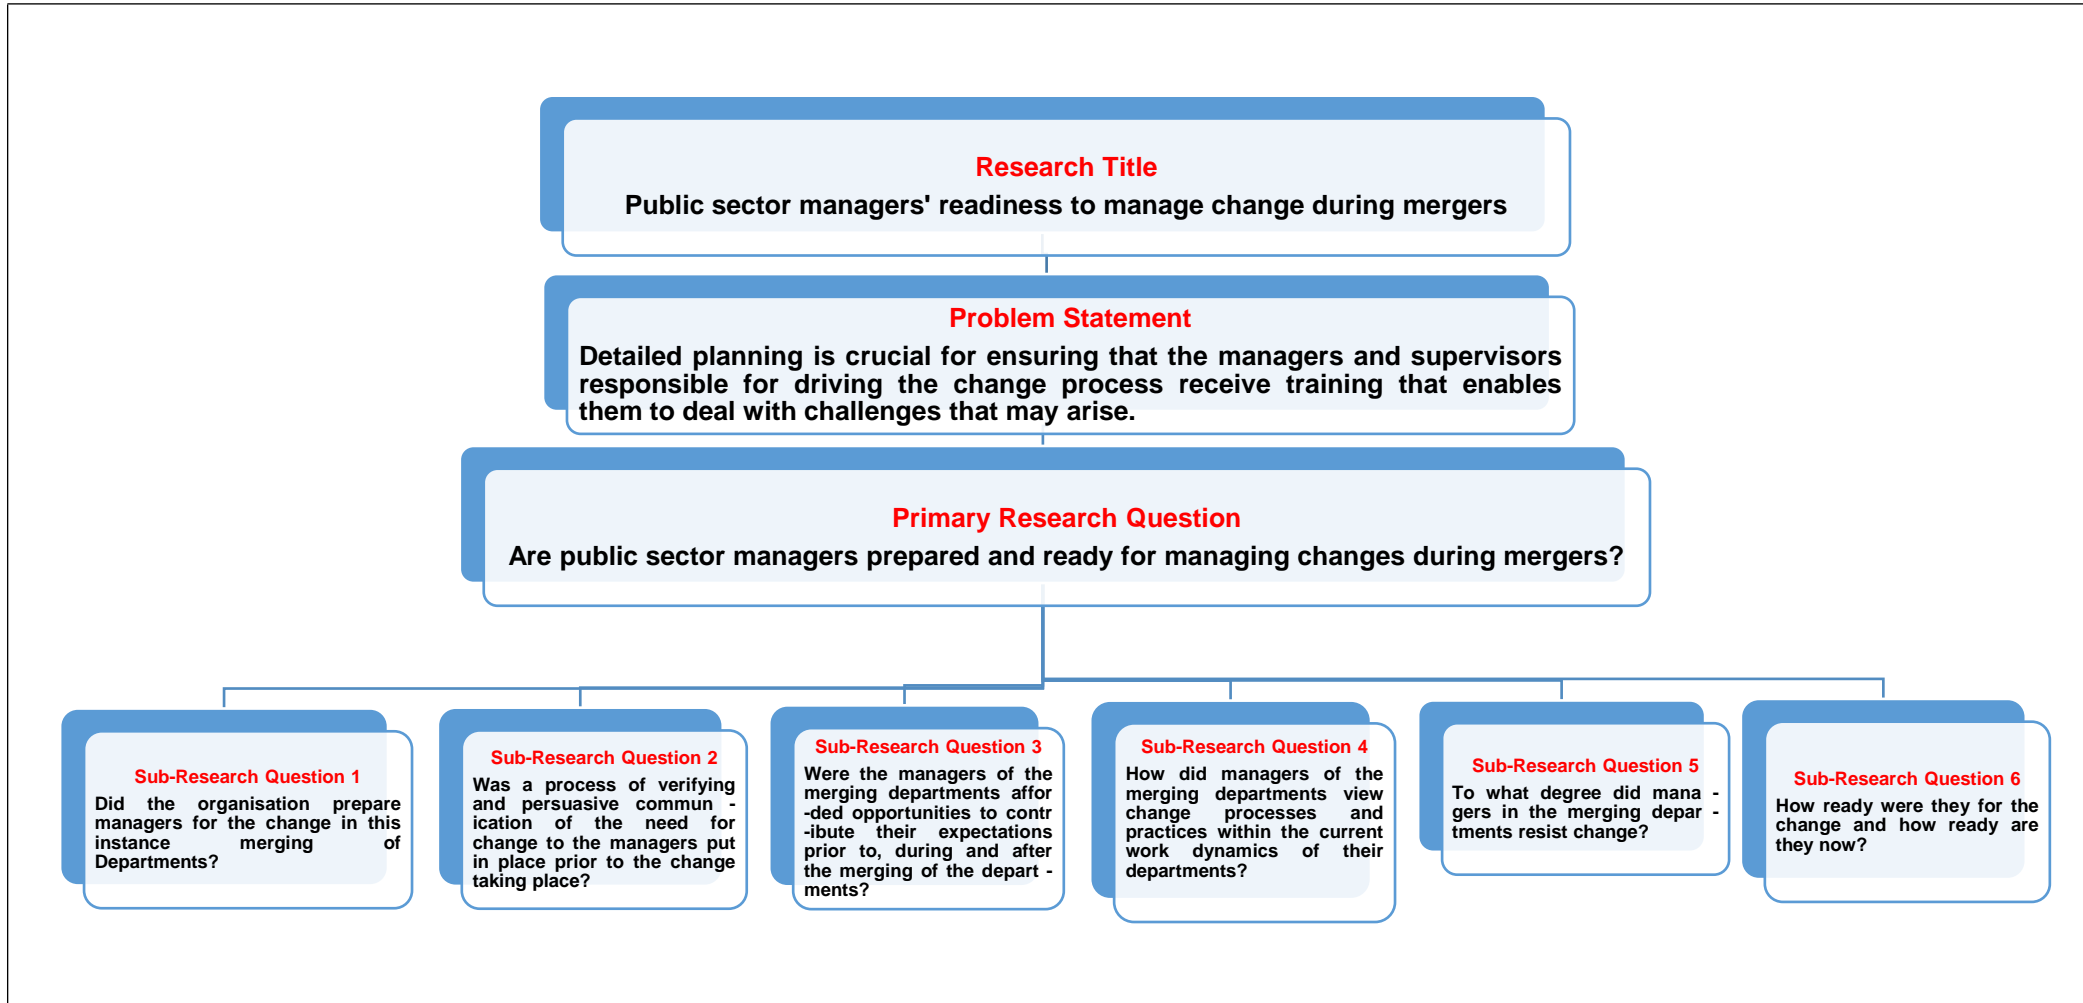 Research Title
Public sector managers' readiness to manage change during mergers
Problem Statement
Detailed planning is crucial for ensuring that the managers and supervisors
responsible for driving the change process receive training that enables
them to deal with challenges that may arise.
Primary Research Question
Are public sector managers prepared and ready for managing changes during mergers?
Sub-Research Question 1
Did the organisation prepare
managers for the change in this
instance merging of
Departments?
Sub-Research Question 2
Was a process of verifying
and persuasive commun -
ication of the need for
change to the managers put
in place prior to the change
taking place?
Sub-Research Question 3
Were the managers of the
merging departments affor
-ded opportunities to contr
-ibute their expectations
prior to, during and after
the merging of the depart -
ments?
Sub-Research Question 4
How did managers of the
merging departments view
change processes and
practices within the current
work dynamics of their
departments?
Sub-Research Question 5
To what degree did mana -
gers in the merging depar -
tments resist change?
Sub-Research Question 6
How ready were they for the
change and how ready are
they now?